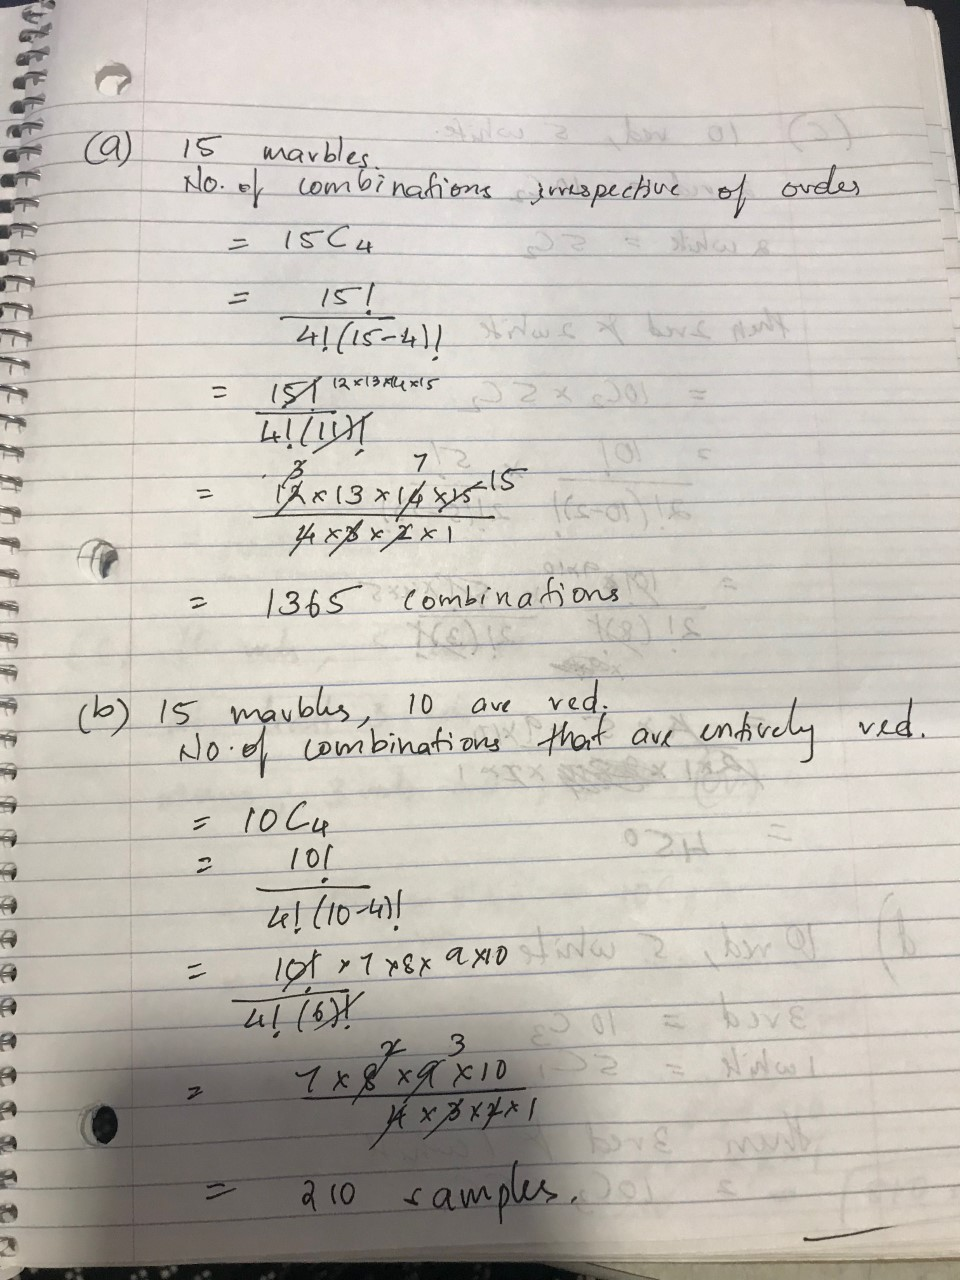 (a) 15 marbles.
No. of combinations irrespective of order
= 15C4
= 15!
4!(15-4)!
= 15! 12×13×14×15
4!(11)!
3 7
= 12×13×14×15 15
4×3×2×1
= 1365 combinations
(b) 15 marbles, 10 are red.
No. of combinations that are entirely red.
= 10C4
= 10!
4!(10-4)!
= 10! ×7×8×9×10
4!(6)!
2 3
= 7×8×9×10
4×3×2×1
= 210 samples.